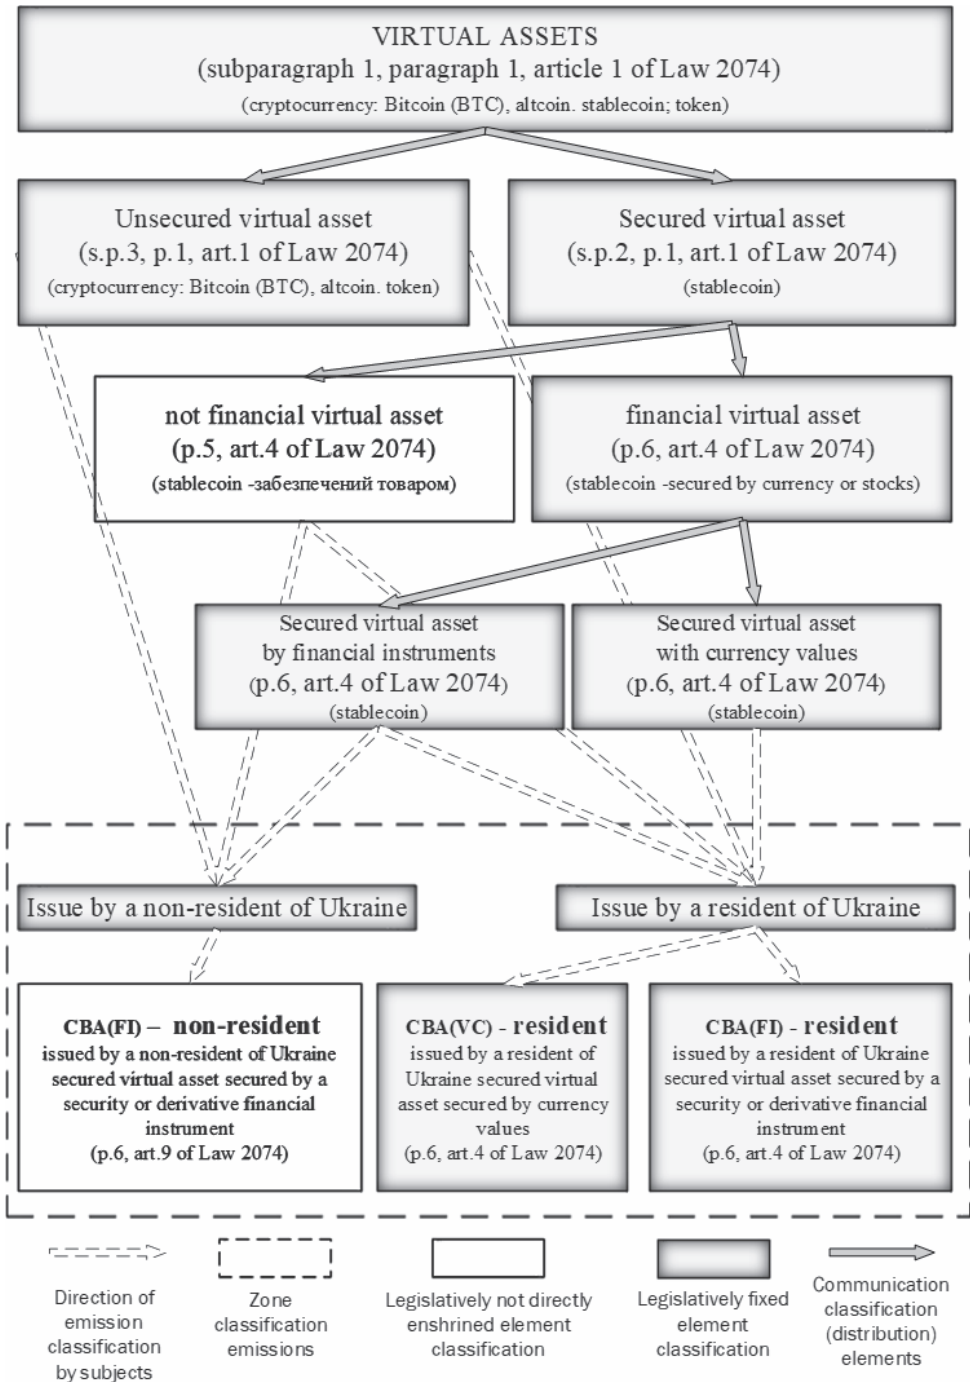 VIRTUAL ASSETS
(subparagraph 1, paragraph 1, article 1 of Law 2074)
(cryptocurrency: Bitcoin (BTC), altcoin. stablecoin; token)
Unsecured virtual asset
(s.p.3, p.1, art.1 of Law 2074)
(cryptocurrency: Bitcoin (BTC), altcoin. token)
Secured virtual asset
(s.p.2, p.1, art.1 of Law 2074)
(stablecoin)
not financial virtual asset
(p.5, art.4 of Law 2074)
(stablecoin -забезпечений товаром)
financial virtual asset
(p.6, art.4 of Law 2074)
(stablecoin -secured by currency or stocks)
Secured virtual asset
by financial instruments
(p.6, art.4 of Law 2074)
(stablecoin)
Secured virtual asset
with currency values
(p.6, art.4 of Law 2074)
(stablecoin)
Issue by a non-resident of Ukraine
Issue by a resident of Ukraine
CBA(FI) – non-resident
issued by a non-resident of Ukraine
secured virtual asset secured by a
security or derivative financial
instrument
(p.6, art.9 of Law 2074)
CBA(VC) - resident
issued by a resident of
Ukraine secured virtual
asset secured by currency
values
(p.6, art.4 of Law 2074)
CBA(FI) - resident
issued by a resident of Ukraine
secured virtual asset secured by a
security or derivative financial
instrument
(p.6, art.4 of Law 2074)
Direction of
emission
classification
by subjects
Zone
classification
emissions
Legislatively not directly
enshrined element
classification
Legislatively fixed
element
classification
Communication
classification
(distribution)
elements